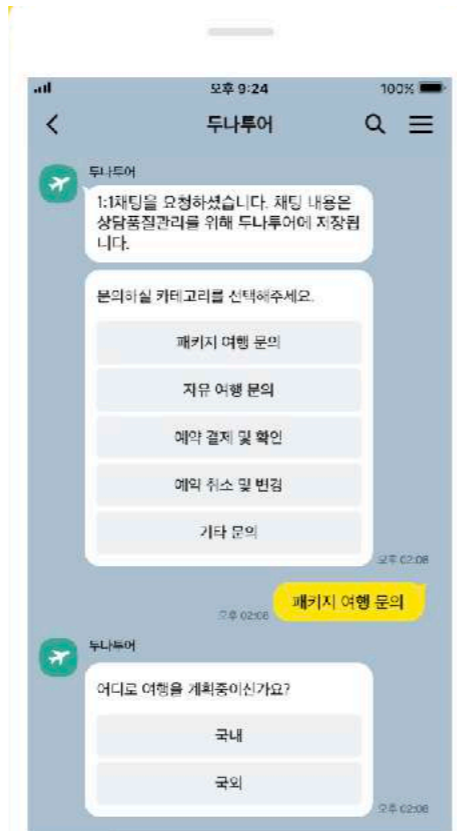 오후 9:24
100%
두나투어
두나투어
1:1채팅을 요청하셨습니다. 채팅 내용은
상담품질관리를 위해 두나투어에 저장됩
니다.
문의하실 카테고리를 선택해주세요.
패키지 여행 문의
자유 여행 문의
예약 결제 및 확인
예약 취소 및 변경
기타 문의
오후 02:08
패키지 여행 문의
오후 02:08
두나투어
어디로 여행을 계획중이신가요?
국내
국외
오후 02:08